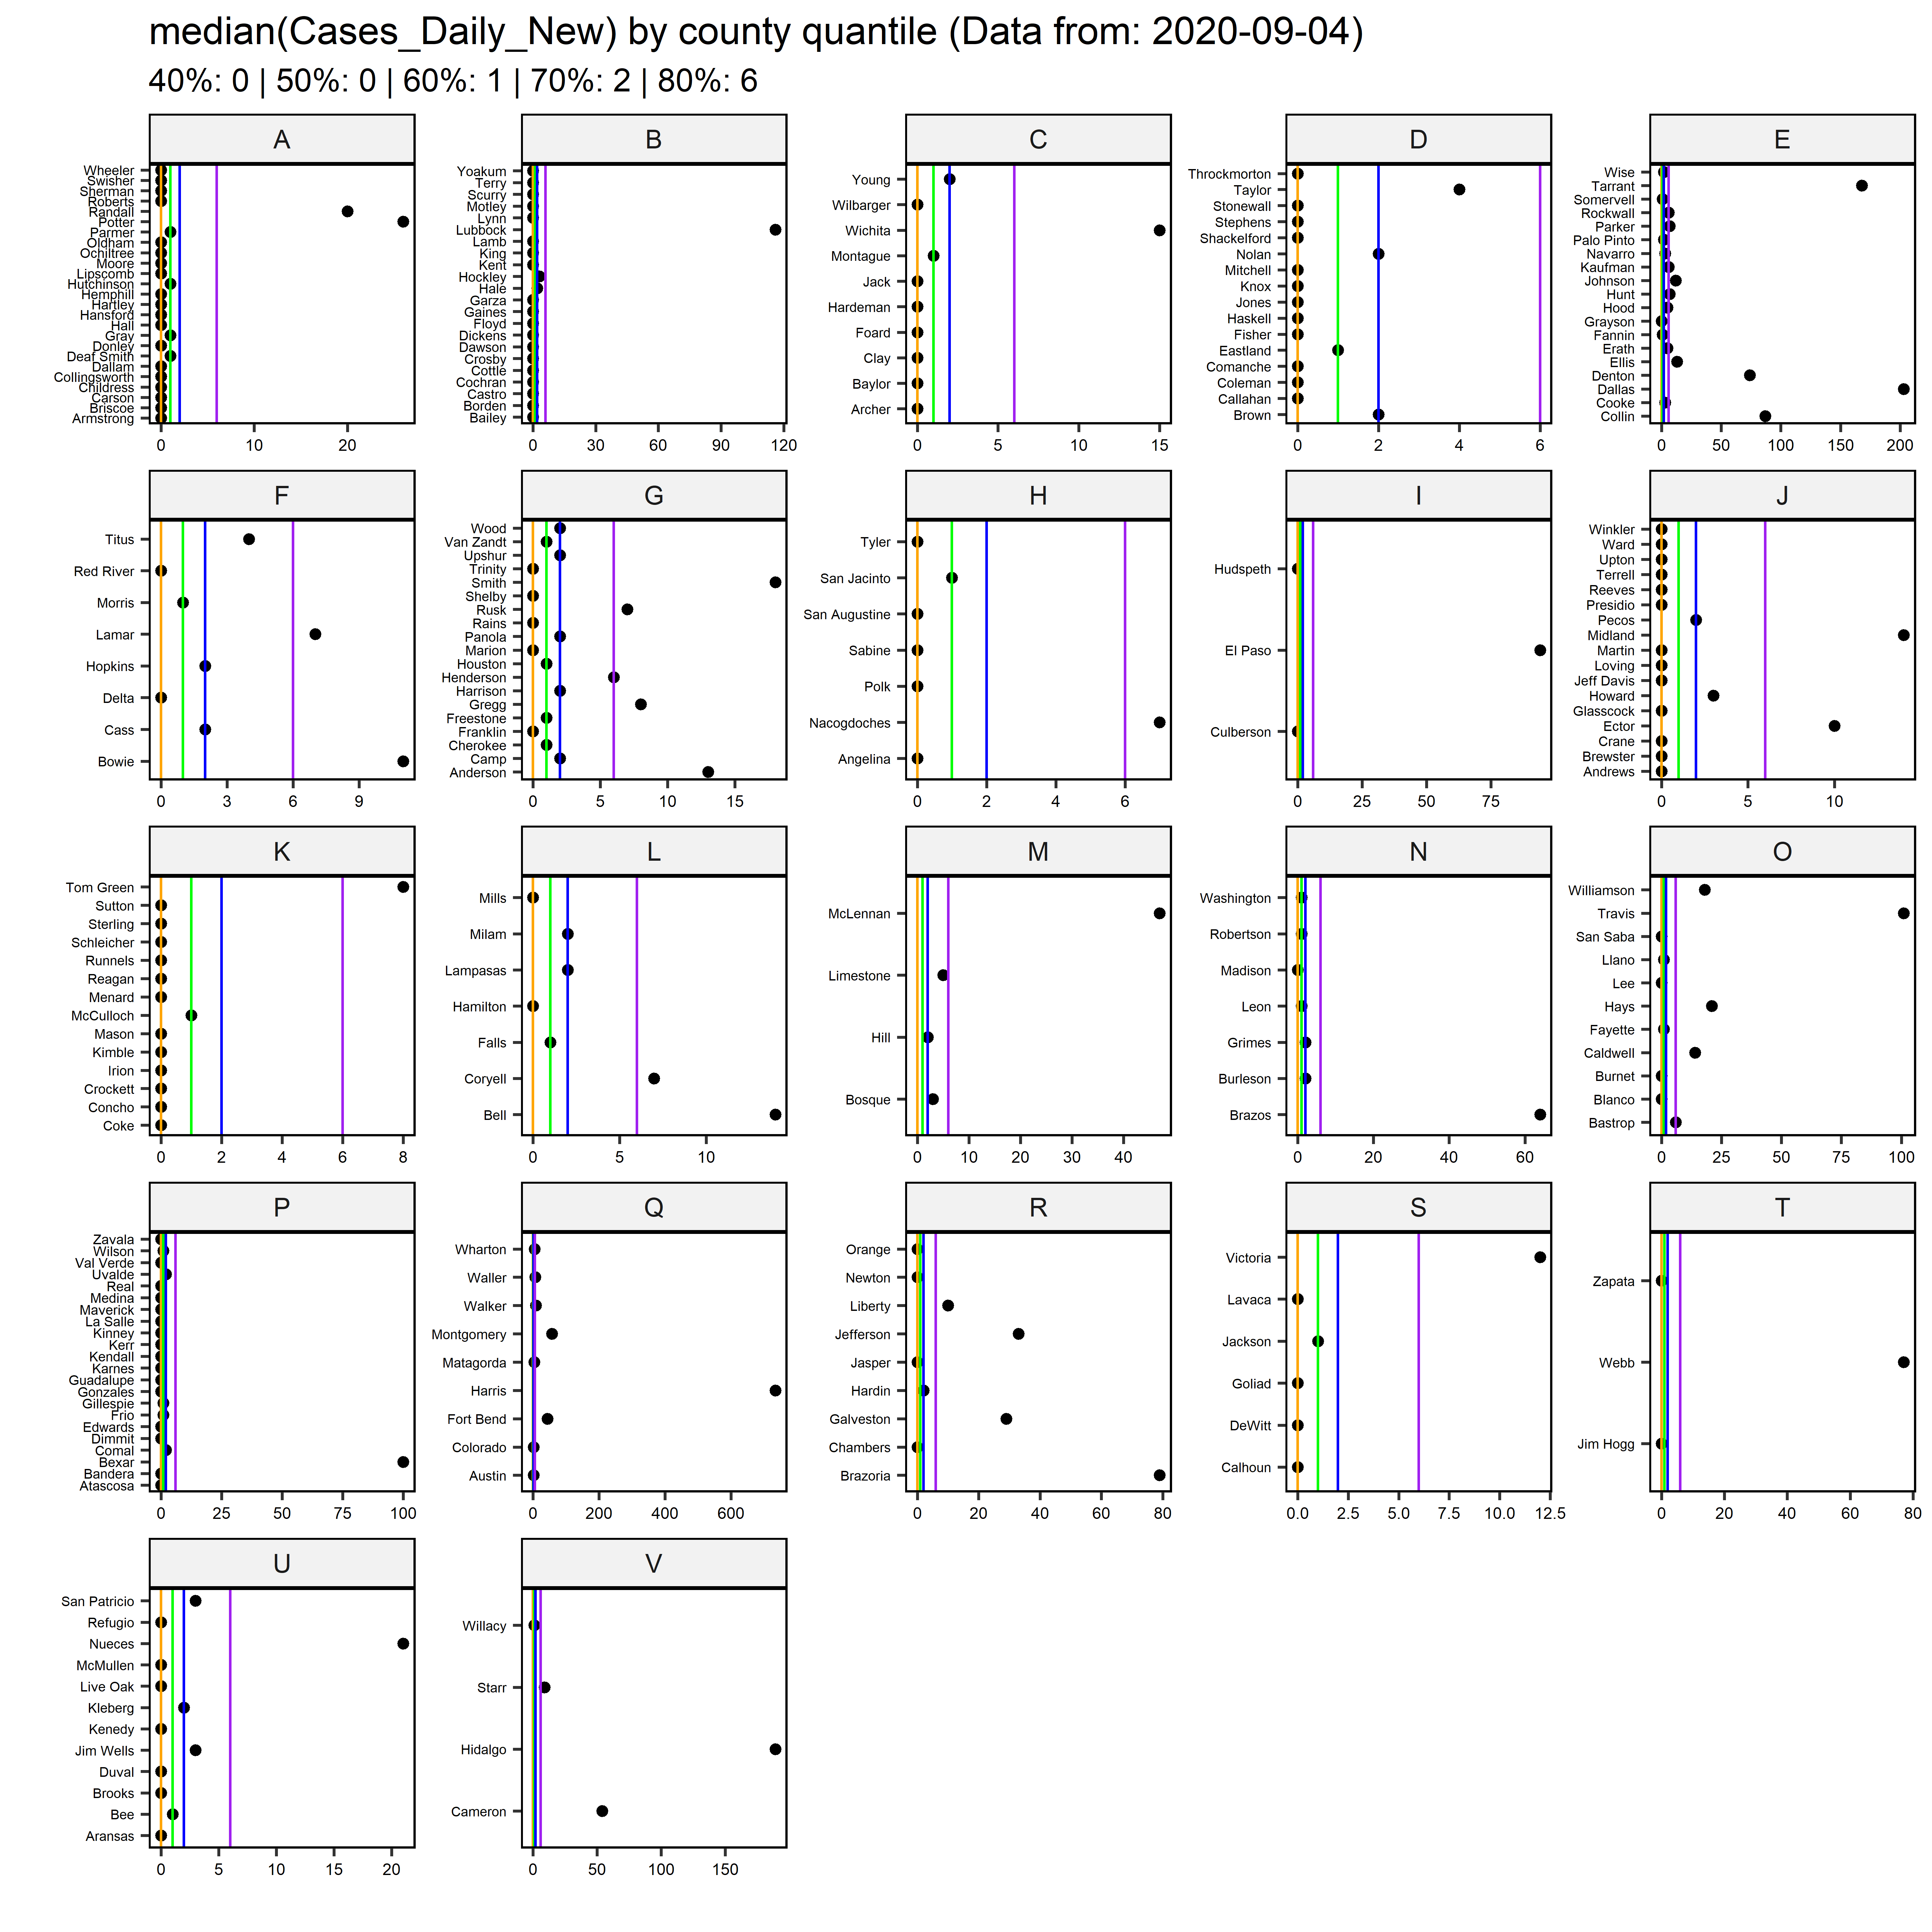 median(Cases_Daily_New) by county quantile (Data from: 2020-09-04)
40%: 0 | 50%: 0 | 60%: 1 | 70%: 2 | 80%: 6
A
Wheeler
Swisher
Sherman
Roberts
Randall
Potter
Parmer
Oldham
Ochiltree
Moore
Lipscomb
Hutchinson
Hemphill
Hartley
Hansford
Hall
Gray
Donley
Deaf Smith
Dallam
Collingsworth
Childress
Carson
Briscoe
Armstrong
0 10 20
B
Yoakum
Terry
Scurry
Motley
Lynn
Lubbock
Lamb
King
Kent
Hockley
Hale
Garza
Gaines
Floyd
Dickens
Dawson
Crosby
Cottle
Cochran
Castro
Borden
Bailey
0 30 60 90 120
C
Young
Wilbarger
Wichita
Montague
Jack
Hardeman
Foard
Clay
Baylor
Archer
0 5 10 15
D
Throckmorton
Taylor
Stonewall
Stephens
Shackelford
Nolan
Mitchell
Knox
Jones
Haskell
Fisher
Eastland
Comanche
Coleman
Callahan
Brown
0 2 4 6
E
Wise
Tarrant
Somervell
Rockwall
Parker
Palo Pinto
Navarro
Kaufman
Johnson
Hunt
Hood
Grayson
Fannin
Erath
Ellis
Denton
Dallas
Cooke
Collin
0 50 100 150 200
F
Titus
Red River
Morris
Lamar
Hopkins
Delta
Cass
Bowie
0 3 6 9
G
Wood
Van Zandt
Upshur
Trinity
Smith
Shelby
Rusk
Rains
Panola
Marion
Houston
Henderson
Harrison
Gregg
Freestone
Franklin
Cherokee
Camp
Anderson
0 5 10 15
H
Tyler
San Jacinto
San Augustine
Sabine
Polk
Nacogdoches
Angelina
0 2 4 6
I
Hudspeth
El Paso
Culberson
0 25 50 75
J
Winkler
Ward
Upton
Terrell
Reeves
Presidio
Pecos
Midland
Martin
Loving
Jeff Davis
Howard
Glasscock
Ector
Crane
Brewster
Andrews
0 5 10
K
Tom Green
Sutton
Sterling
Schleicher
Runnels
Reagan
Menard
McCulloch
Mason
Kimble
Irion
Crockett
Concho
Coke
0 2 4 6 8
L
Mills
Milam
Lampasas
Hamilton
Falls
Coryell
Bell
0 5 10
M
McLennan
Limestone
Hill
Bosque
0 10 20 30 40
N
Washington
Robertson
Madison
Leon
Grimes
Burleson
Brazos
0 20 40 60
O
Williamson
Travis
San Saba
Llano
Lee
Hays
Fayette
Caldwell
Burnet
Blanco
Bastrop
0 25 50 75 100
P
Zavala
Wilson
Val Verde
Uvalde
Real
Medina
Maverick
La Salle
Kinney
Kerr
Kendall
Karnes
Guadalupe
Gonzales
Gillespie
Frio
Edwards
Dimmit
Comal
Bexar
Bandera
Atascosa
0 25 50 75 100
Q
Wharton
Waller
Walker
Montgomery
Matagorda
Harris
Fort Bend
Colorado
Austin
0 200 400 600
R
Orange
Newton
Liberty
Jefferson
Jasper
Hardin
Galveston
Chambers
Brazoria
0 20 40 60 80
S
Victoria
Lavaca
Jackson
Goliad
DeWitt
Calhoun
0.0 2.5 5.0 7.5 10.0 12.5
T
Zapata
Webb
Jim Hogg
0 20 40 60 80
U
San Patricio
Refugio
Nueces
McMullen
Live Oak
Kleberg
Kenedy
Jim Wells
Duval
Brooks
Bee
Aransas
0 5 10 15 20
V
Willacy
Starr
Hidalgo
Cameron
0 50 100 150